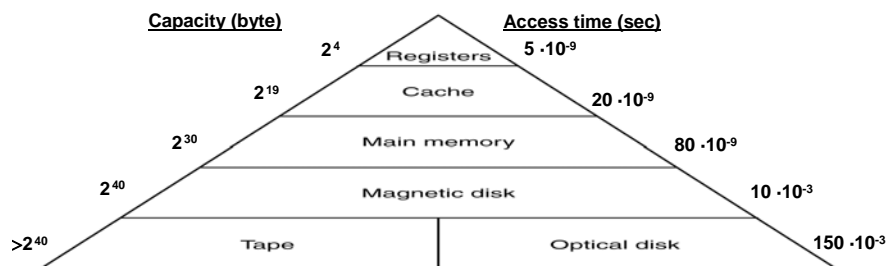 Capacity (byte) Access time (sec)
2⁴ Registers 5 ·10⁻⁹
2¹⁹ Cache 20 ·10⁻⁹
2³⁰ Main memory 80 ·10⁻⁹
2⁴⁰ Magnetic disk 10 ·10⁻³
>2⁴⁰ Tape Optical disk 150 ·10⁻³